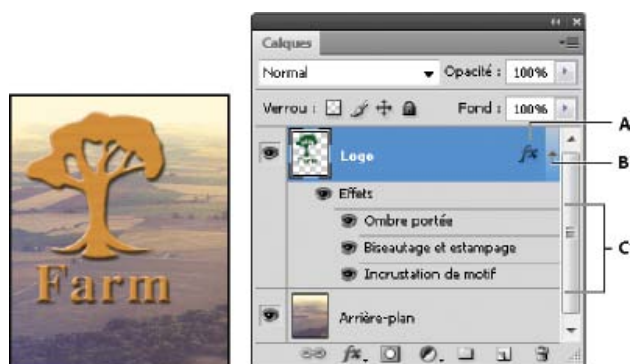 Calques
Normal Opacité : 100%
Verrou : Fond : 100%
A
Logo fx
B
Effets
Ombre portée
Biseautage et estampage
C
Incrustation de motif
Arrière-plan
fx
Farm